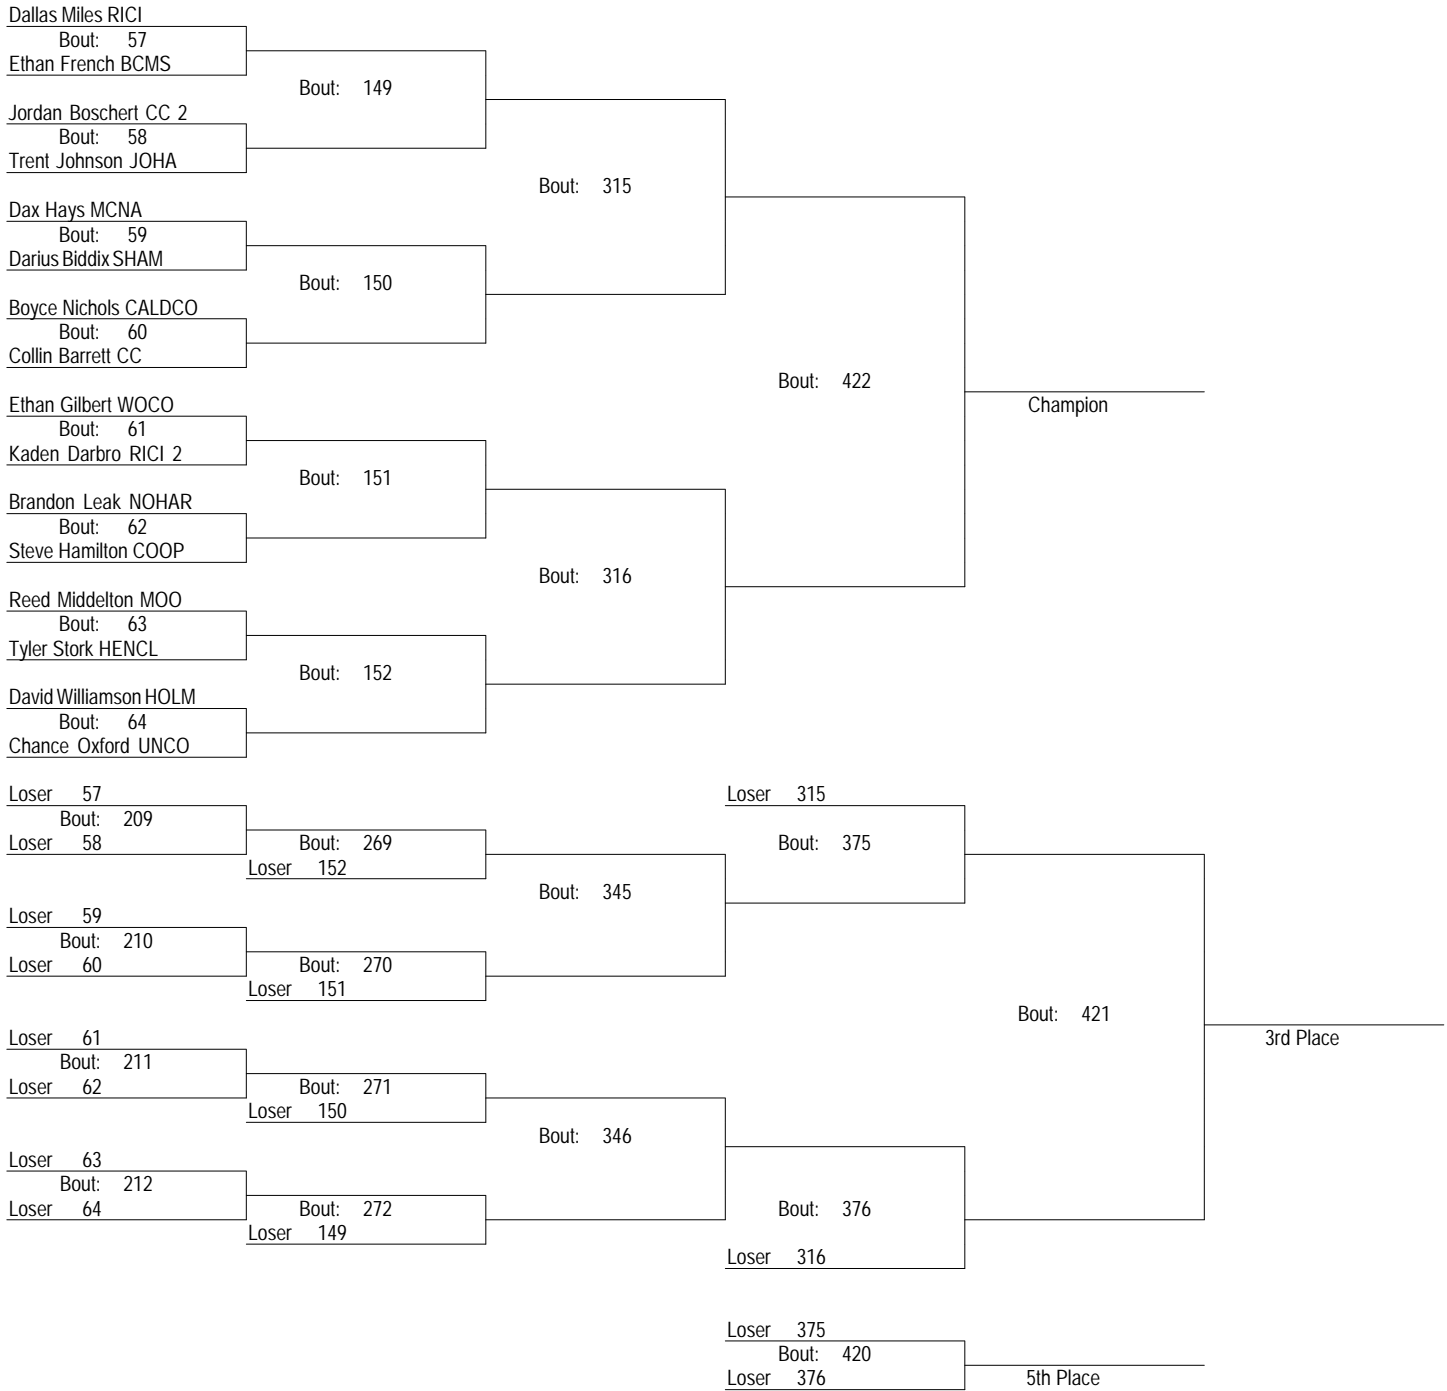 Dallas Miles RICI
Bout: 57
Ethan French BCMS
Bout: 149
Jordan Boschert CC 2
Bout: 58
Trent Johnson JOHA
Bout: 315
Dax Hays MCNA
Bout: 59
Darius Biddix SHAM
Bout: 150
Boyce Nichols CALDCO
Bout: 60
Collin Barrett CC
Bout: 422
Champion
Ethan Gilbert WOCO
Bout: 61
Kaden Darbro RICI 2
Bout: 151
Brandon Leak NOHAR
Bout: 62
Steve Hamilton COOP
Bout: 316
Reed Middelton MOO
Bout: 63
Tyler Stork HENCL
Bout: 152
David Williamson HOLM
Bout: 64
Chance Oxford UNCO
Loser 57
Bout: 209
Loser 58
Bout: 269
Loser 152
Loser 315
Bout: 375
Bout: 345
Loser 59
Bout: 210
Loser 60
Bout: 270
Loser 151
Bout: 421
3rd Place
Loser 61
Bout: 211
Loser 62
Bout: 271
Loser 150
Bout: 346
Loser 63
Bout: 212
Loser 64
Bout: 272
Loser 149
Bout: 376
Loser 316
Loser 375
Bout: 420
Loser 376
5th Place